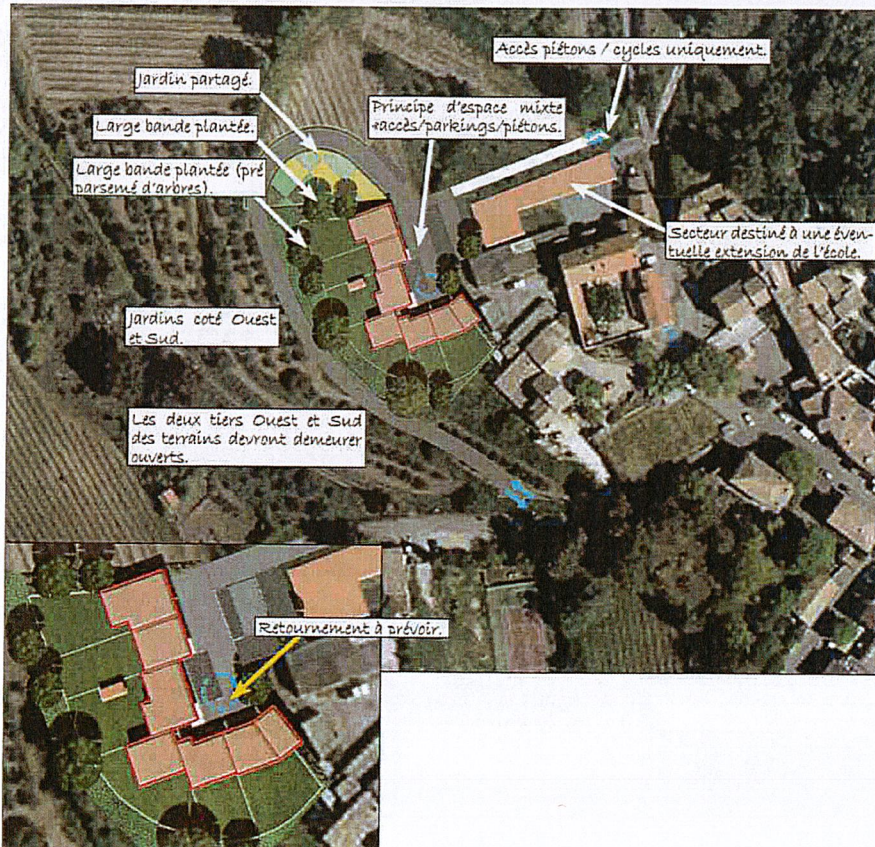 Accès piétons / cycles uniquement.
Jardin partagé.
Principe d'espace mixte
accès/parkings/piétons.
Large bande plantée.
Large bande plantée (pré
parsemé d'arbres).
Secteur destiné à une éven-
tuelle extension de l'école.
Jardins coté Ouest
et Sud.
Les deux tiers Ouest et Sud
des terrains devront demeurer
ouverts.
Retournement à prévoir.